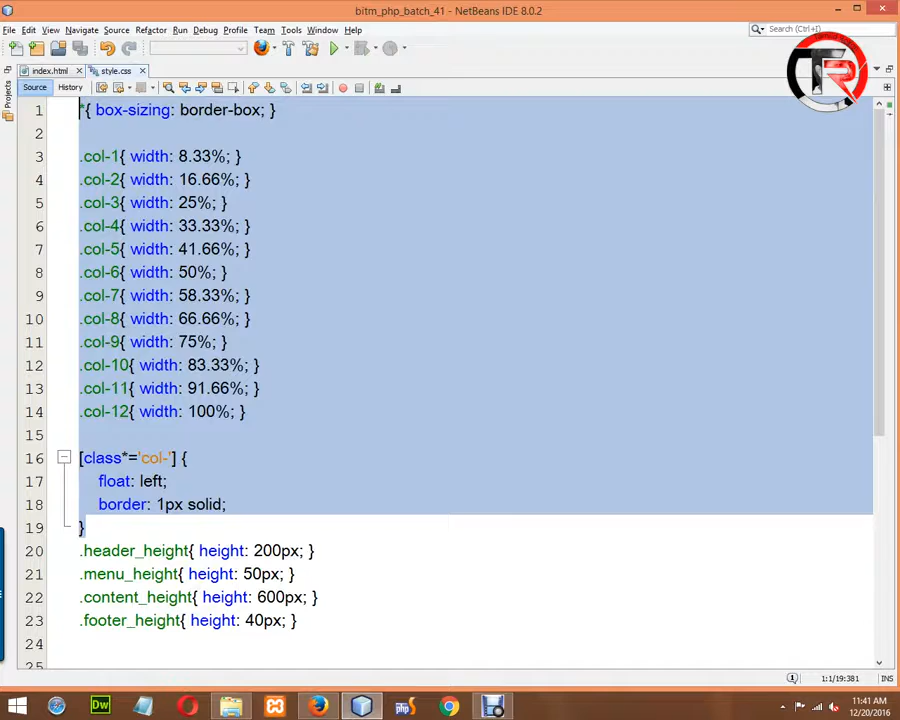 bitm_php_batch_41 - NetBeans IDE 8.0.2
File Edit View Navigate Source Refactor Run Debug Profile Team Tools Window Help
Search (Ctrl+I)
index.html style.css
Projects
Source History
1 *{ box-sizing: border-box; }
2
3 .col-1{ width: 8.33%; }
4 .col-2{ width: 16.66%; }
5 .col-3{ width: 25%; }
6 .col-4{ width: 33.33%; }
7 .col-5{ width: 41.66%; }
8 .col-6{ width: 50%; }
9 .col-7{ width: 58.33%; }
10 .col-8{ width: 66.66%; }
11 .col-9{ width: 75%; }
12 .col-10{ width: 83.33%; }
13 .col-11{ width: 91.66%; }
14 .col-12{ width: 100%; }
15
16 [class*='col-'] {
17 float: left;
18 border: 1px solid;
19 }
20 .header_height{ height: 200px; }
21 .menu_height{ height: 50px; }
22 .content_height{ height: 600px; }
23 .footer_height{ height: 40px; }
24
25
1:1/19:381 INS
Dw
php
11:41 AM
12/20/2016